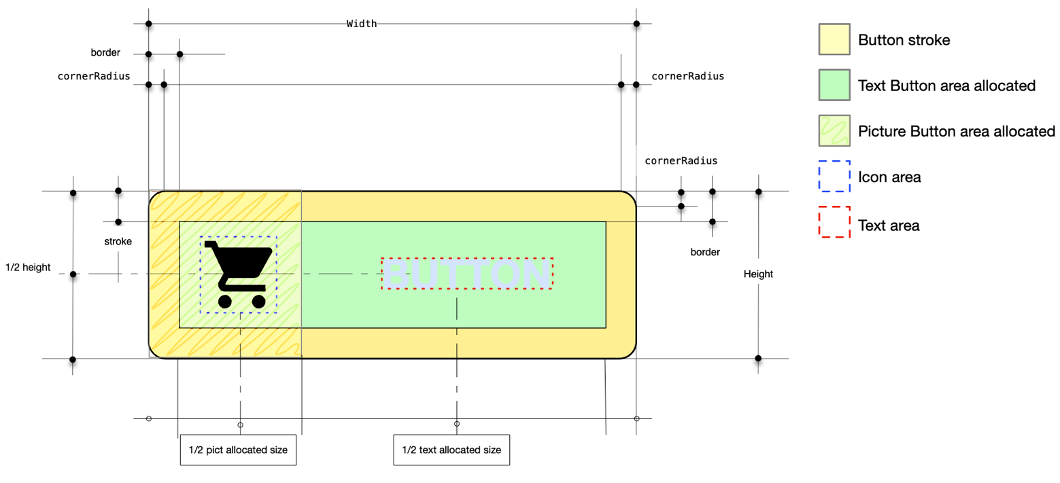 Width
border
cornerRadius
cornerRadius
cornerRadius
stroke
border
1/2 height
Height
BUTTON
1/2 pict allocated size
1/2 text allocated size
Button stroke
Text Button area allocated
Picture Button area allocated
Icon area
Text area